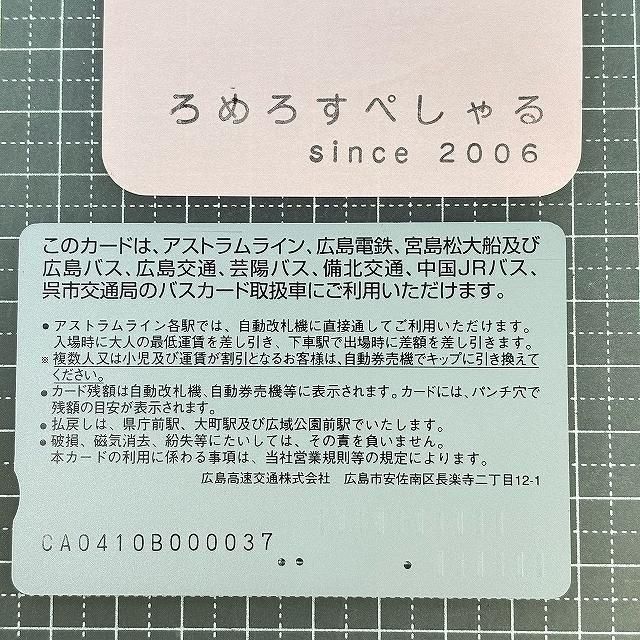 ろめろすぺしゃる
since 2006
このカードは、アストラムライン、広島電鉄、宮島松大船及び
広島バス、広島交通、芸陽バス、備北交通、中国JRバス、
呉市交通局のバスカード取扱車にご利用いただけます。
● アストラムライン各駅では、自動改札機に直接通してご利用いただけます。
入場時に大人の最低運賃を差し引き、下車駅で出場時に差額を差し引きます。
※ 複数人又は小児及び運賃が割引となるお客様は、自動券売機でキップに引き換えて
ください。
● カード残額は自動改札機、自動券売機等に表示されます。カードには、パンチ穴で
残額の目安が表示されます。
● 払戻しは、県庁前駅、大町駅及び広域公園前駅でいたします。
● 破損、磁気消去、紛失等にたいしては、その責を負いません。
本カードの利用に係わる事項は、当社営業規則等の規定によります。
広島高速交通株式会社 広島市安佐南区長楽寺二丁目12-1
CA0410B000037